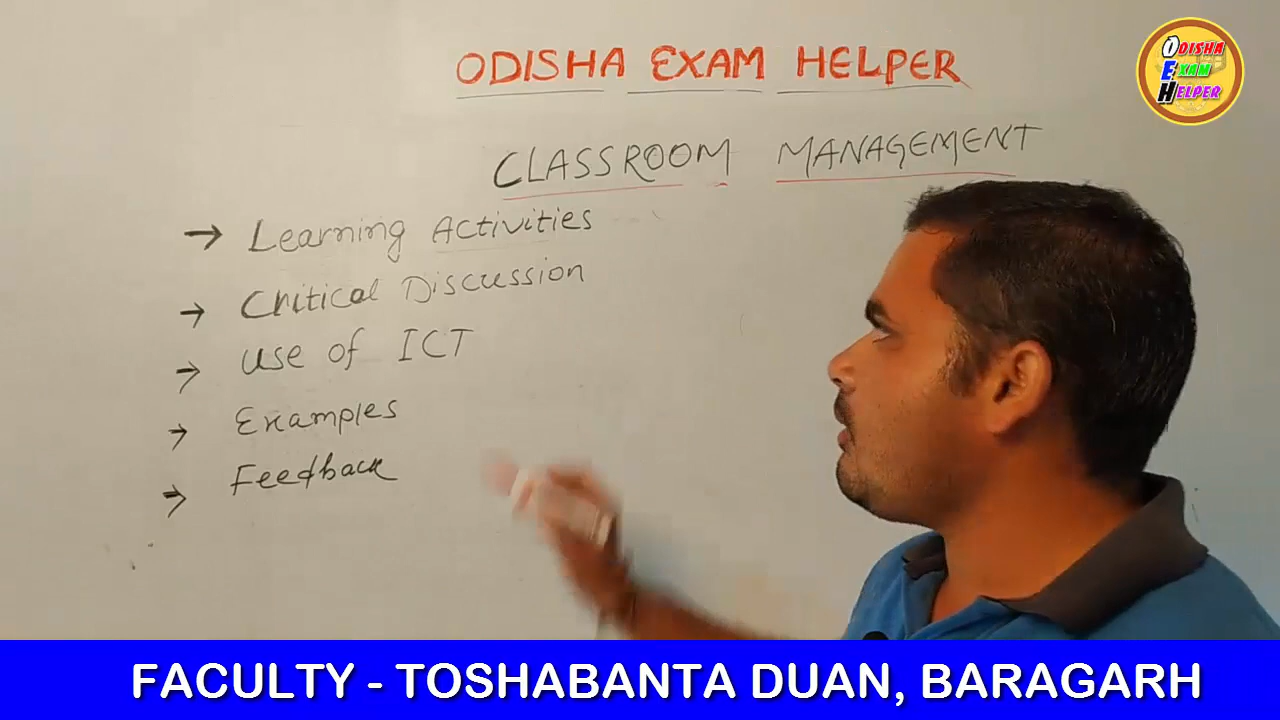 ODISHA EXAM HELPER
ODISHA
EXAM
HELPER
CLASSROOM MANAGEMENT
→ Learning Activities
→ Critical Discussion
→ Use of ICT
→ Examples
→ Feedback
FACULTY - TOSHABANTA DUAN, BARAGARH